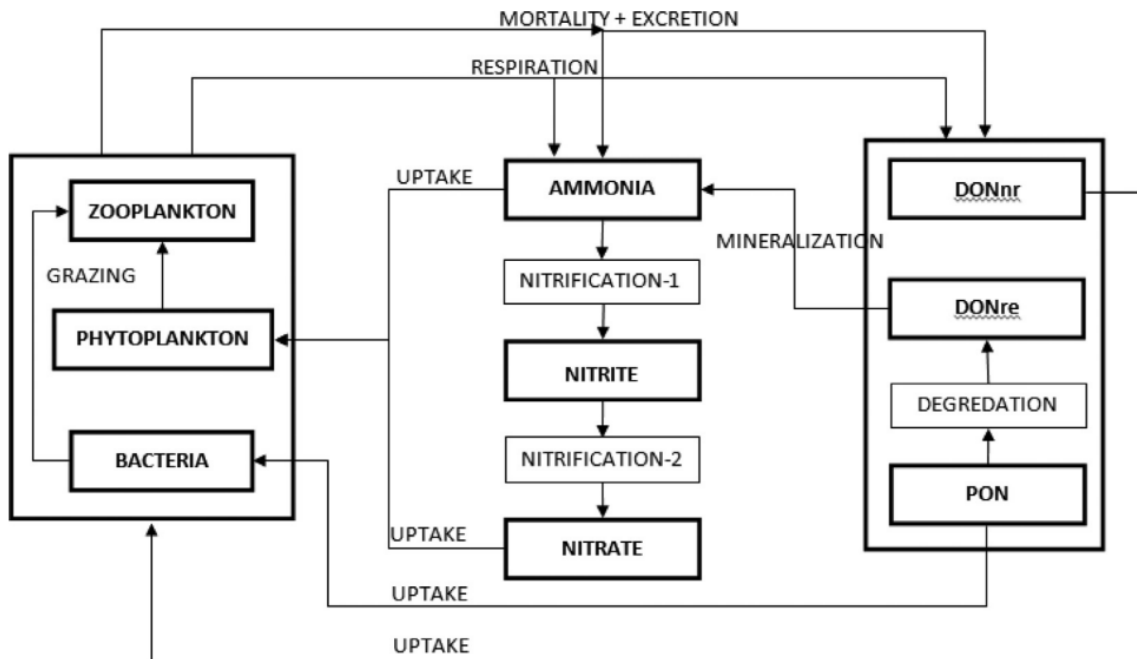 MORTALITY + EXCRETION
RESPIRATION
UPTAKE
AMMONIA
DONnr
ZOOPLANKTON
MINERALIZATION
GRAZING
NITRIFICATION-1
DONre
PHYTOPLANKTON
NITRITE
DEGREDATION
BACTERIA
NITRIFICATION-2
PON
UPTAKE
NITRATE
UPTAKE
UPTAKE